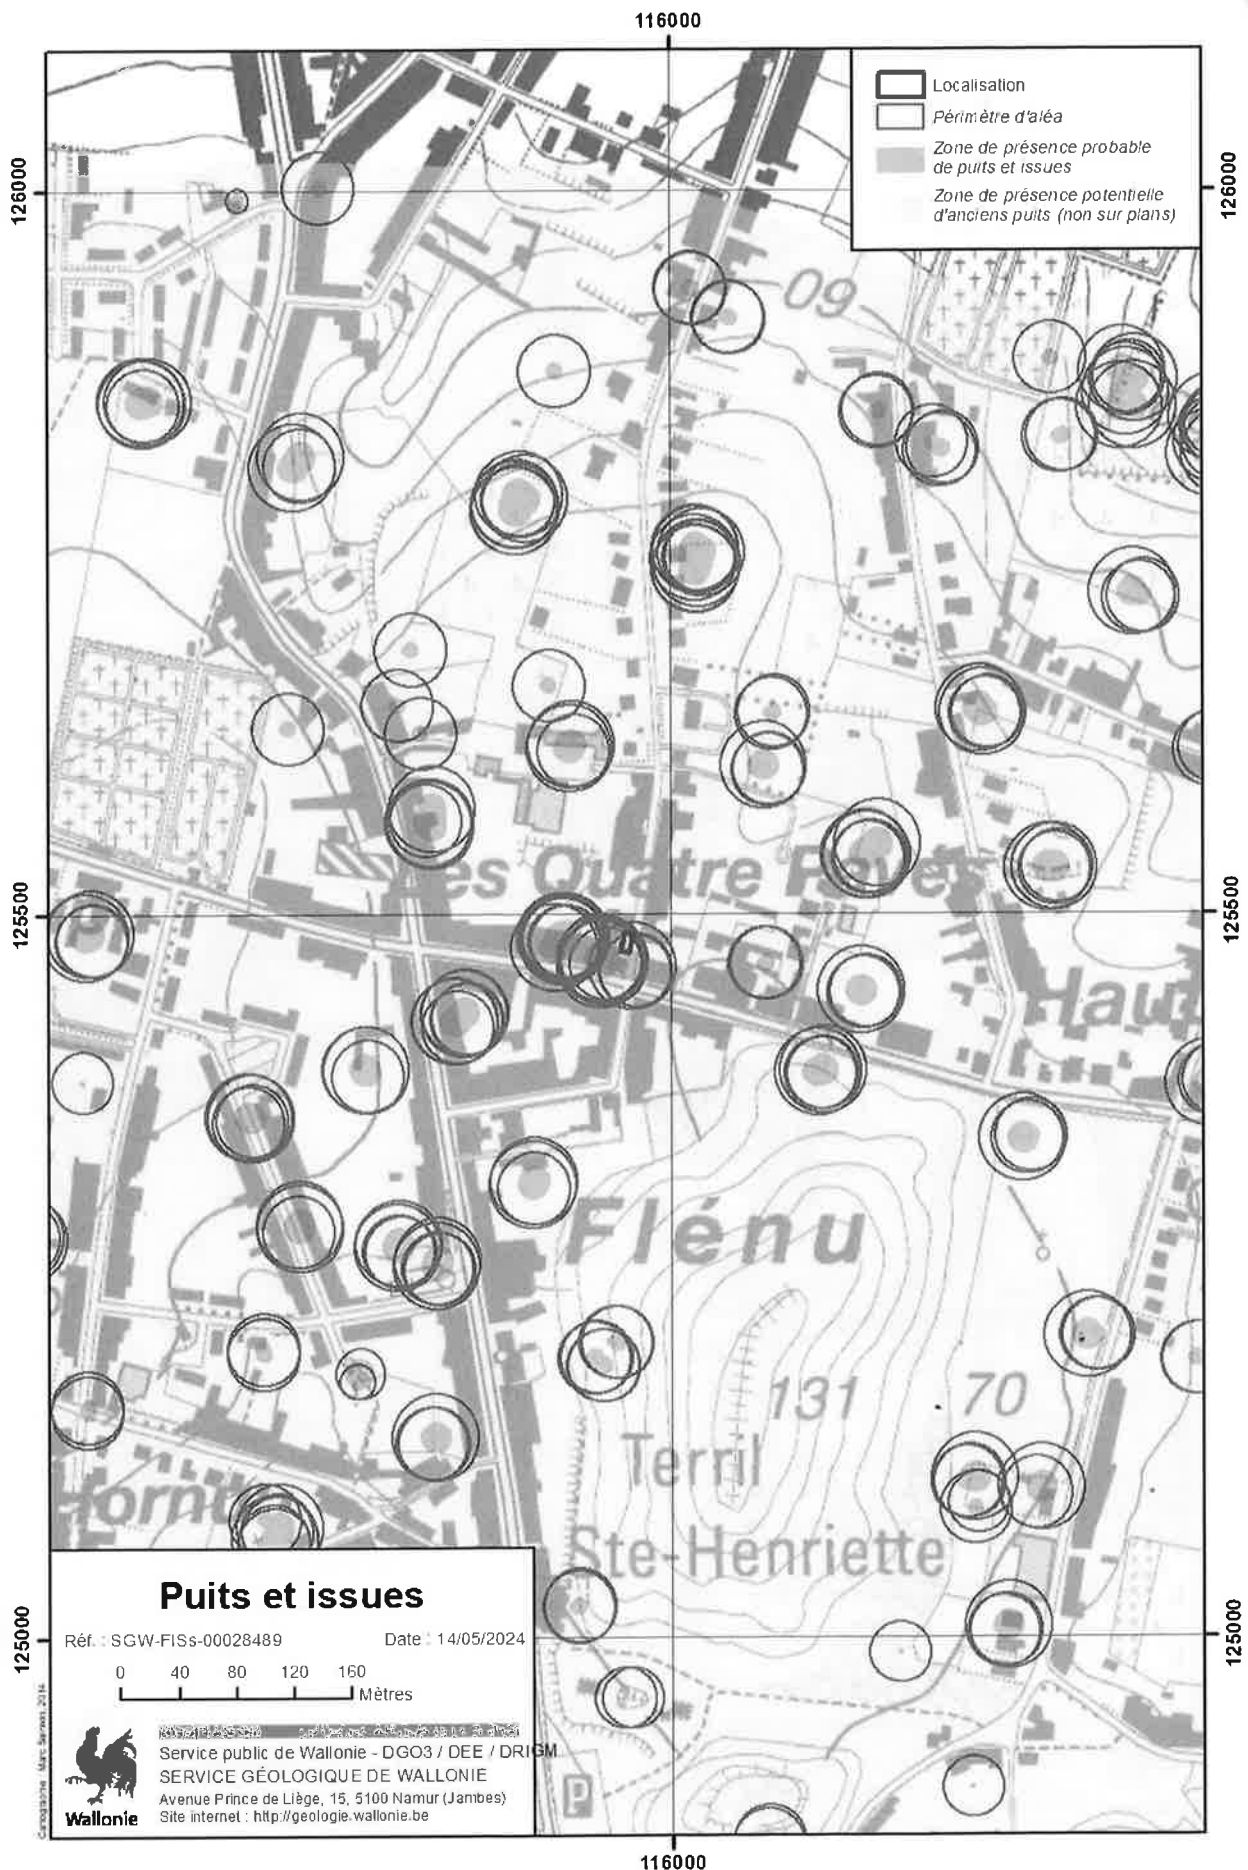 116000
Localisation
Périmètre d'aléa
Zone de présence probable
de puits et issues
Zone de présence potentielle
d'anciens puits (non sur plans)
126000
126000
09
Les Quatre Pavés
125500
125500
Haut
Flénu
131
70
Terril
Ste-Henriette
Hornu
Puits et issues
Réf. : SGW-FISs-00028489
Date : 14/05/2024
0 40 80 120 160
Mètres
125000
125000
Service public de Wallonie - DGO3 / DEE / DRIGM
SERVICE GÉOLOGIQUE DE WALLONIE
Avenue Prince de Liège, 15, 5100 Namur (Jambes)
Site internet : http://geologie.wallonie.be
Wallonie
P
116000